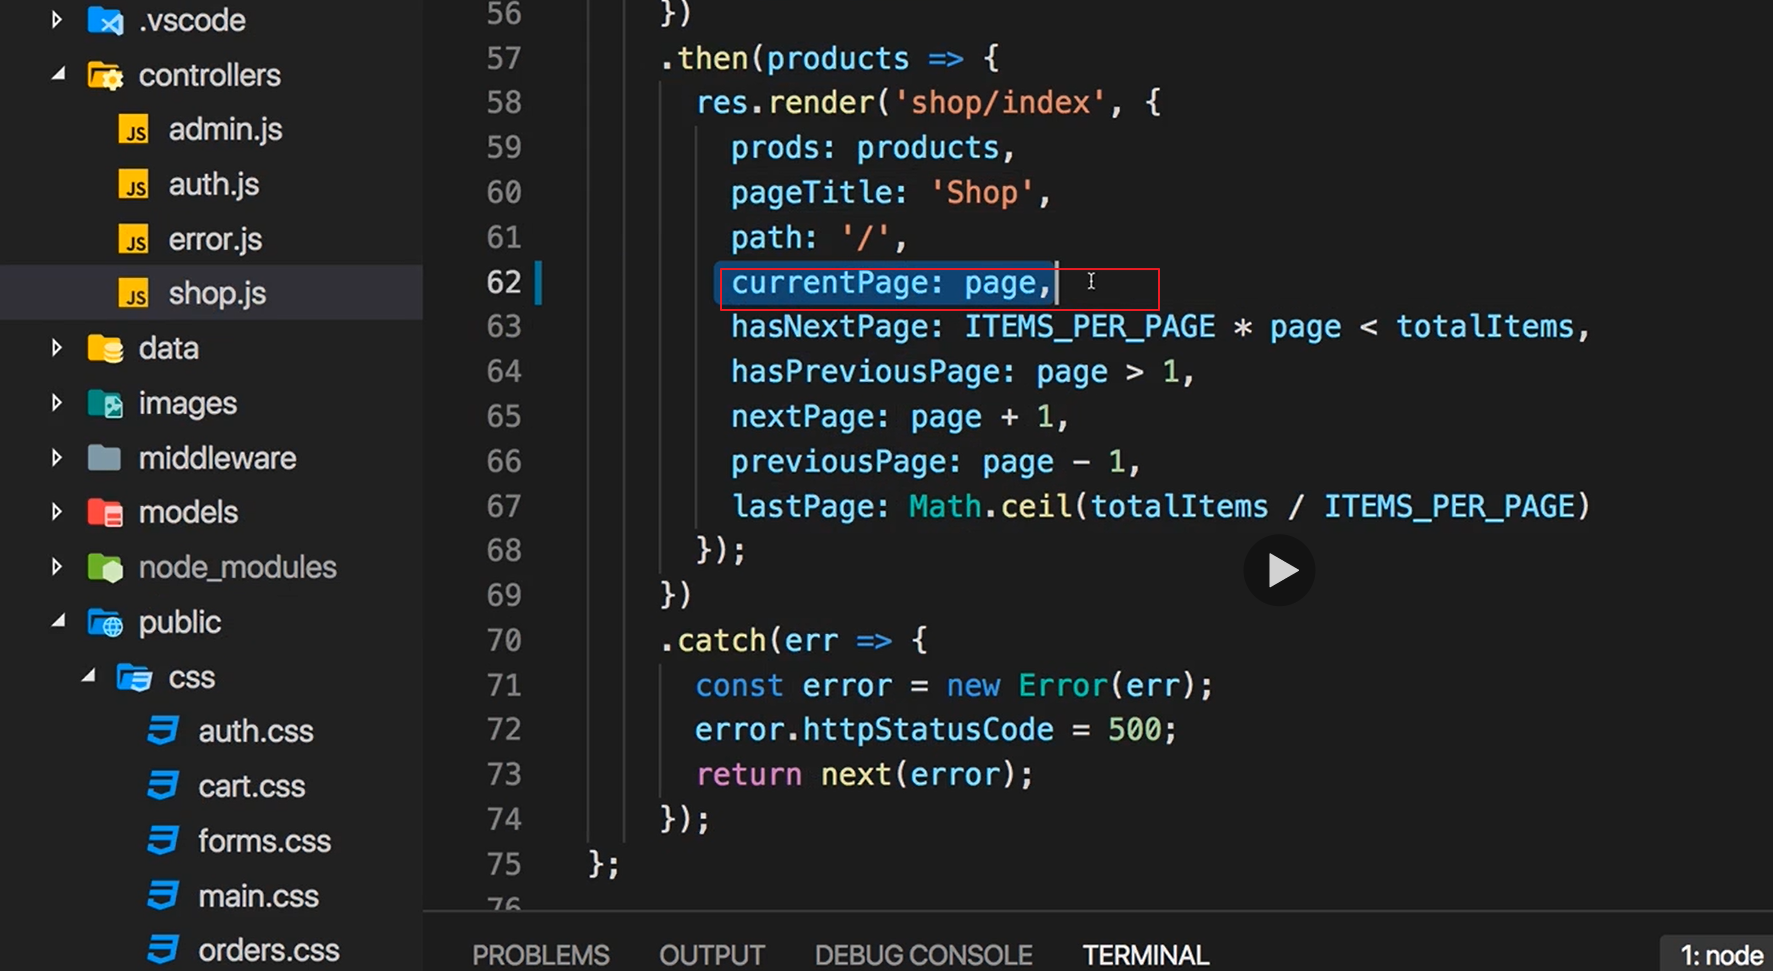 .vscode
controllers
JS admin.js
JS auth.js
JS error.js
JS shop.js
data
images
middleware
models
node_modules
public
css
auth.css
cart.css
forms.css
main.css
orders.css
56 })
57 .then(products => {
58 res.render('shop/index', {
59 prods: products,
60 pageTitle: 'Shop',
61 path: '/',
62 currentPage: page,
63 hasNextPage: ITEMS_PER_PAGE * page < totalItems,
64 hasPreviousPage: page > 1,
65 nextPage: page + 1,
66 previousPage: page - 1,
67 lastPage: Math.ceil(totalItems / ITEMS_PER_PAGE)
68 });
69 })
70 .catch(err => {
71 const error = new Error(err);
72 error.httpStatusCode = 500;
73 return next(error);
74 });
75 };
76
PROBLEMS OUTPUT DEBUG CONSOLE TERMINAL 1: node